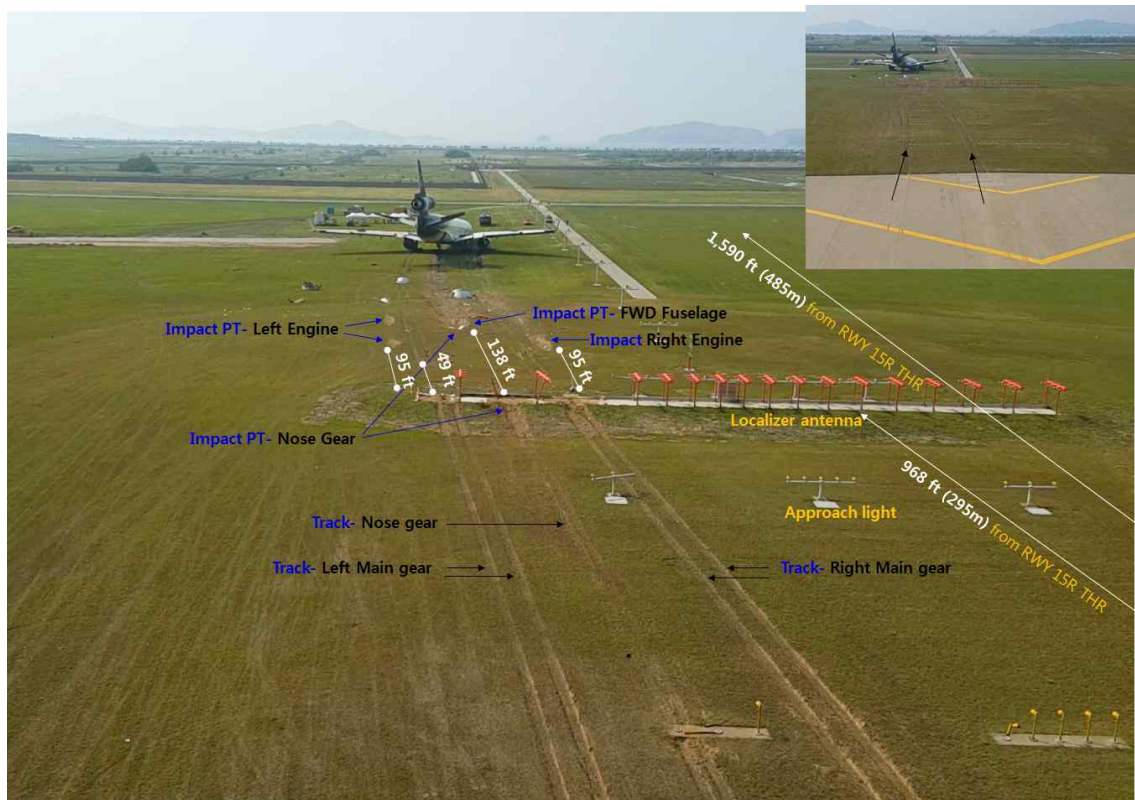 1,590 ft (485m) from RWY 15R THR
Impact PT- FWD Fuselage
Impact PT- Left Engine
Impact Right Engine
95 ft
49 ft
138 ft
95 ft
Localizer antenna
Impact PT- Nose Gear
968 ft (295m) from RWY 15R THR
Approach light
Track- Nose gear
Track- Left Main gear
Track- Right Main gear